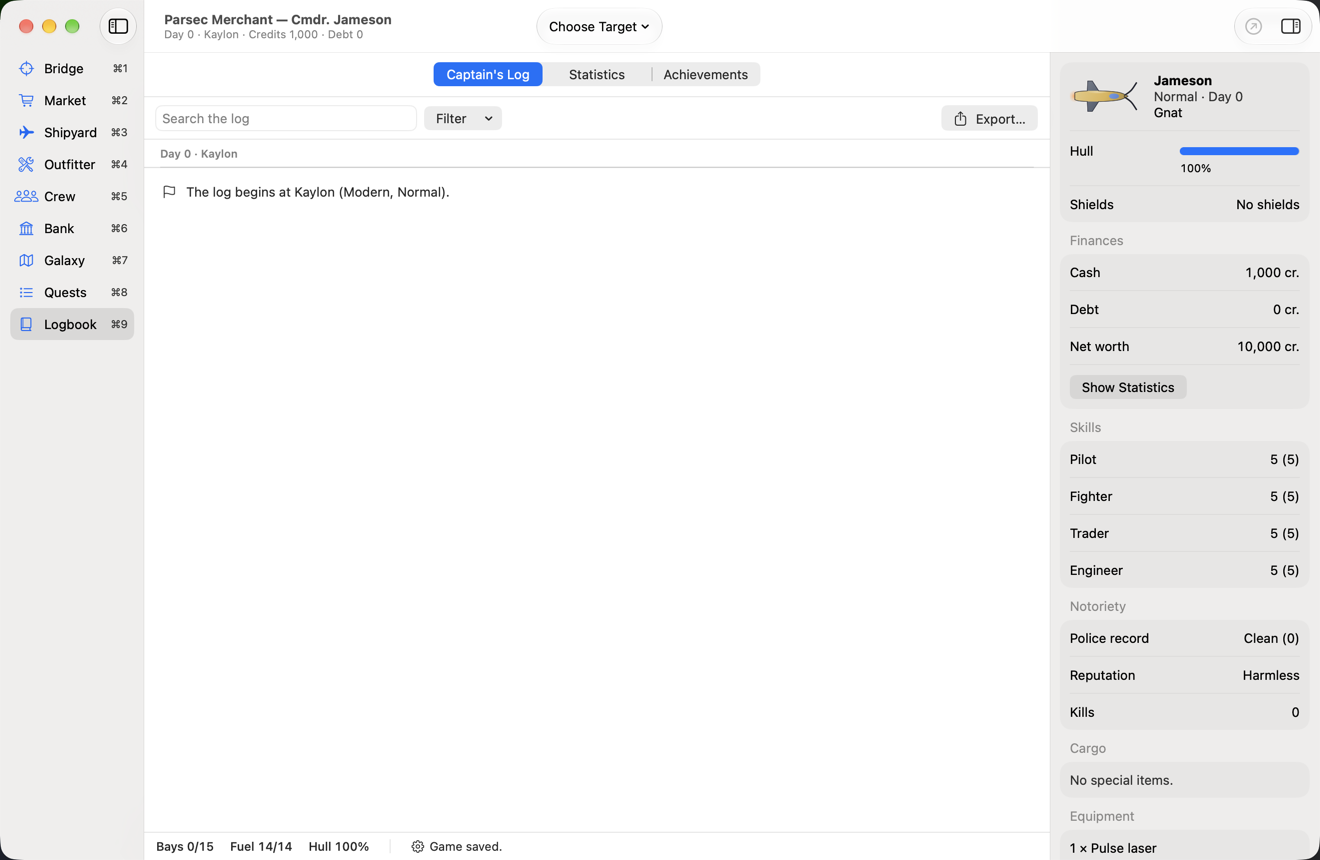 Parsec Merchant — Cmdr. Jameson
Day 0 · Kaylon · Credits 1,000 · Debt 0
Choose Target
Bridge ⌘1
Market ⌘2
Shipyard ⌘3
Outfitter ⌘4
Crew ⌘5
Bank ⌘6
Galaxy ⌘7
Quests ⌘8
Logbook ⌘9
Captain's Log Statistics Achievements
Search the log Filter Export...
Day 0 · Kaylon
The log begins at Kaylon (Modern, Normal).
Bays 0/15 Fuel 14/14 Hull 100% Game saved.
Jameson
Normal · Day 0
Gnat
Hull
100%
Shields No shields
Finances
Cash 1,000 cr.
Debt 0 cr.
Net worth 10,000 cr.
Show Statistics
Skills
Pilot 5 (5)
Fighter 5 (5)
Trader 5 (5)
Engineer 5 (5)
Notoriety
Police record Clean (0)
Reputation Harmless
Kills 0
Cargo
No special items.
Equipment
1 × Pulse laser